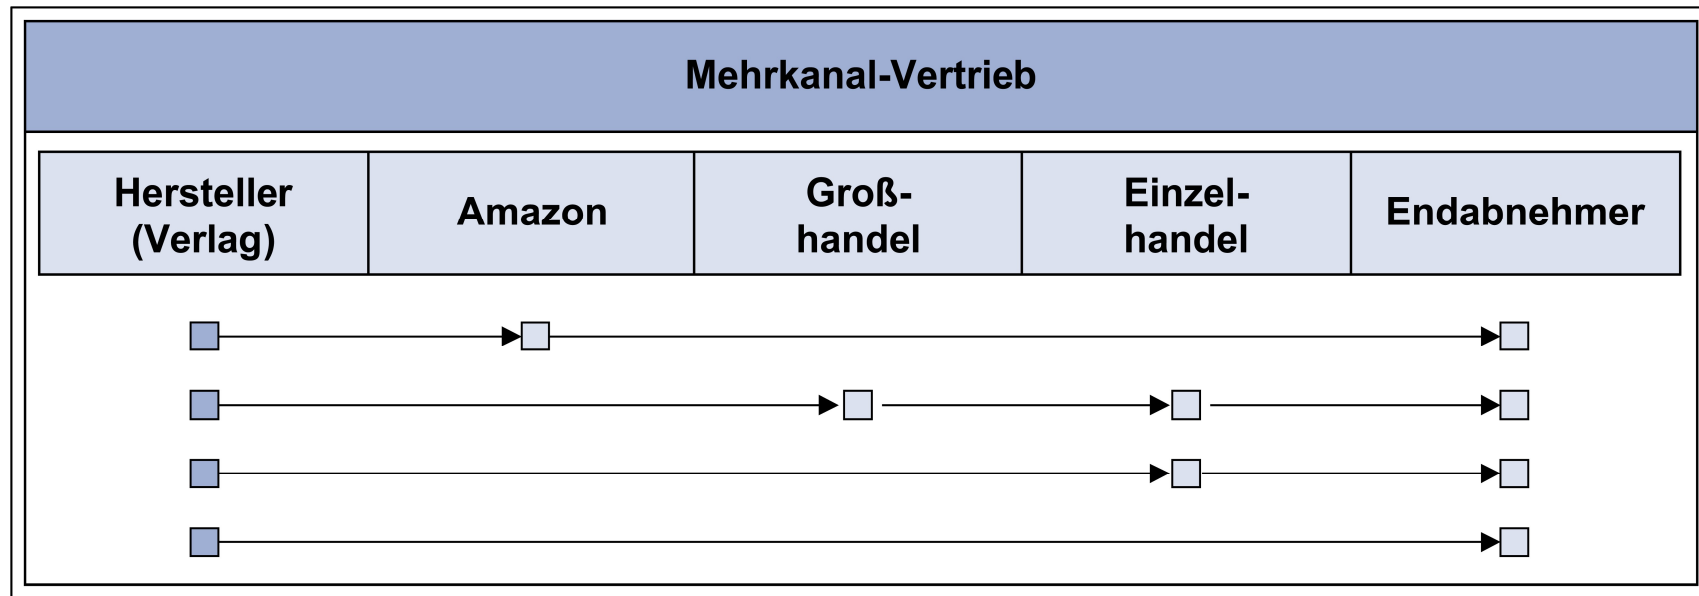 Mehrkanal-Vertrieb
Hersteller
(Verlag)
Amazon
Groß-
handel
Einzel-
handel
Endabnehmer